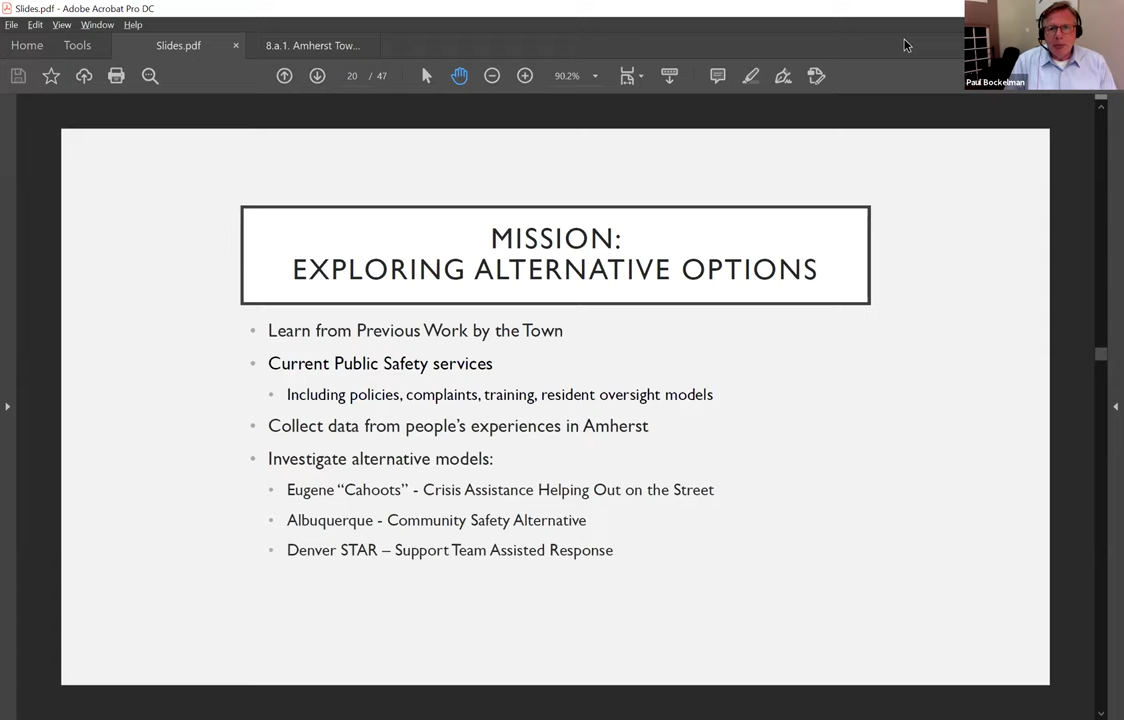 Slides.pdf - Adobe Acrobat Pro DC
File Edit View Window Help
Home Tools Slides.pdf × 8.a.1. Amherst Tow...
20 / 47 90.2%
Paul Bockelman
MISSION:
EXPLORING ALTERNATIVE OPTIONS
• Learn from Previous Work by the Town
• Current Public Safety services
• Including policies, complaints, training, resident oversight models
• Collect data from people’s experiences in Amherst
• Investigate alternative models:
• Eugene “Cahoots” - Crisis Assistance Helping Out on the Street
• Albuquerque - Community Safety Alternative
• Denver STAR – Support Team Assisted Response